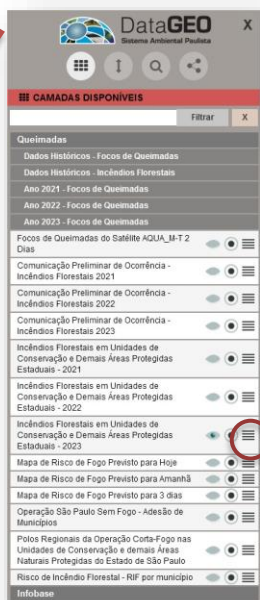 DataGEO X
Sistema Ambiental Paulista
CAMADAS DISPONÍVEIS
Filtrar X
Queimadas
Dados Históricos - Focos de Queimadas
Dados Históricos - Incêndios Florestais
Ano 2021 - Focos de Queimadas
Ano 2022 - Focos de Queimadas
Ano 2023 - Focos de Queimadas
Focos de Queimadas do Satélite AQUA_M-T 2
Dias
Comunicação Preliminar de Ocorrência -
Incêndios Florestais 2021
Comunicação Preliminar de Ocorrência -
Incêndios Florestais 2022
Comunicação Preliminar de Ocorrência -
Incêndios Florestais 2023
Incêndios Florestais em Unidades de
Conservação e Demais Áreas Protegidas
Estaduais - 2021
Incêndios Florestais em Unidades de
Conservação e Demais Áreas Protegidas
Estaduais - 2022
Incêndios Florestais em Unidades de
Conservação e Demais Áreas Protegidas
Estaduais - 2023
Mapa de Risco de Fogo Previsto para Hoje
Mapa de Risco de Fogo Previsto para Amanhã
Mapa de Risco de Fogo Previsto para 3 dias
Operação São Paulo Sem Fogo - Adesão de
Municípios
Polos Regionais da Operação Corta-Fogo nas
Unidades de Conservação e demais Áreas
Naturais Protegidas do Estado de São Paulo
Risco de Incêndio Florestal - RIF por município
Infobase